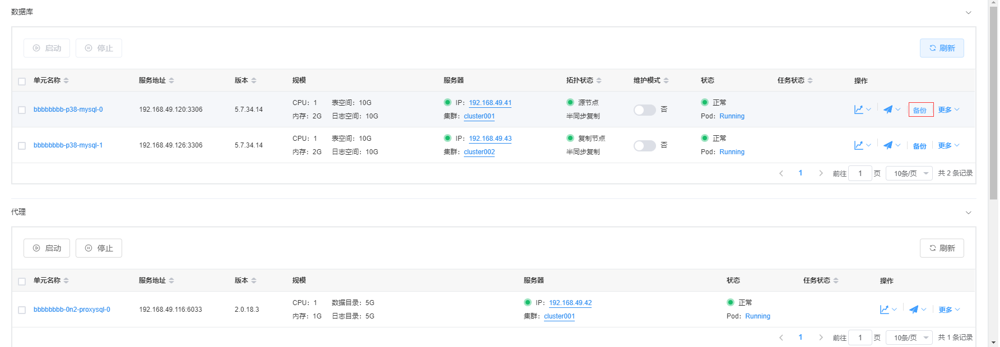 数据库
启动 停止 刷新
单元名称 服务地址 版本 规模 服务器 拓扑状态 维护模式 状态 任务状态 操作
bbbbbbbb-p38-mysql-0 192.168.49.120:3306 5.7.34.14 CPU: 1 表空间: 10G IP: 192.168.49.41 源节点 否 正常 备份 更多
内存: 2G 日志空间: 10G 集群: cluster001 半同步复制 Pod: Running
bbbbbbbb-p38-mysql-1 192.168.49.126:3306 5.7.34.14 CPU: 1 表空间: 10G IP: 192.168.49.43 复制节点 否 正常 备份 更多
内存: 2G 日志空间: 10G 集群: cluster002 半同步复制 Pod: Running
1 前往 1 页 10条/页 共 2 条记录
代理
启动 停止 刷新
单元名称 服务地址 版本 规模 服务器 状态 任务状态 操作
bbbbbbbb-0n2-proxysql-0 192.168.49.116:6033 2.0.18.3 CPU: 1 数据目录: 5G IP: 192.168.49.42 正常 更多
内存: 1G 日志目录: 5G 集群: cluster001 Pod: Running
1 前往 1 页 10条/页 共 1 条记录